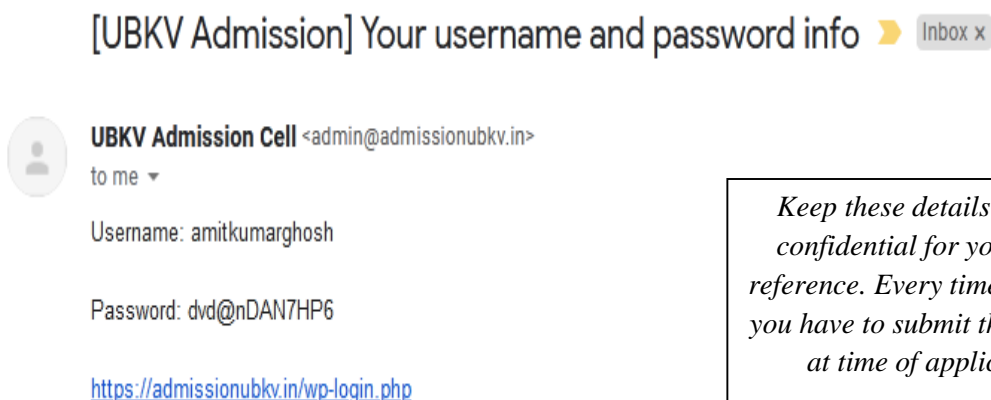 [UBKV Admission] Your username and password info Inbox x
UBKV Admission Cell <admin@admissionubkv.in>
to me
Username: amitkumarghosh
Password: dvd@nDAN7HP6
https://admissionubkv.in/wp-login.php
Keep these details
confidential for
reference. Every time
you have to submit
at time of